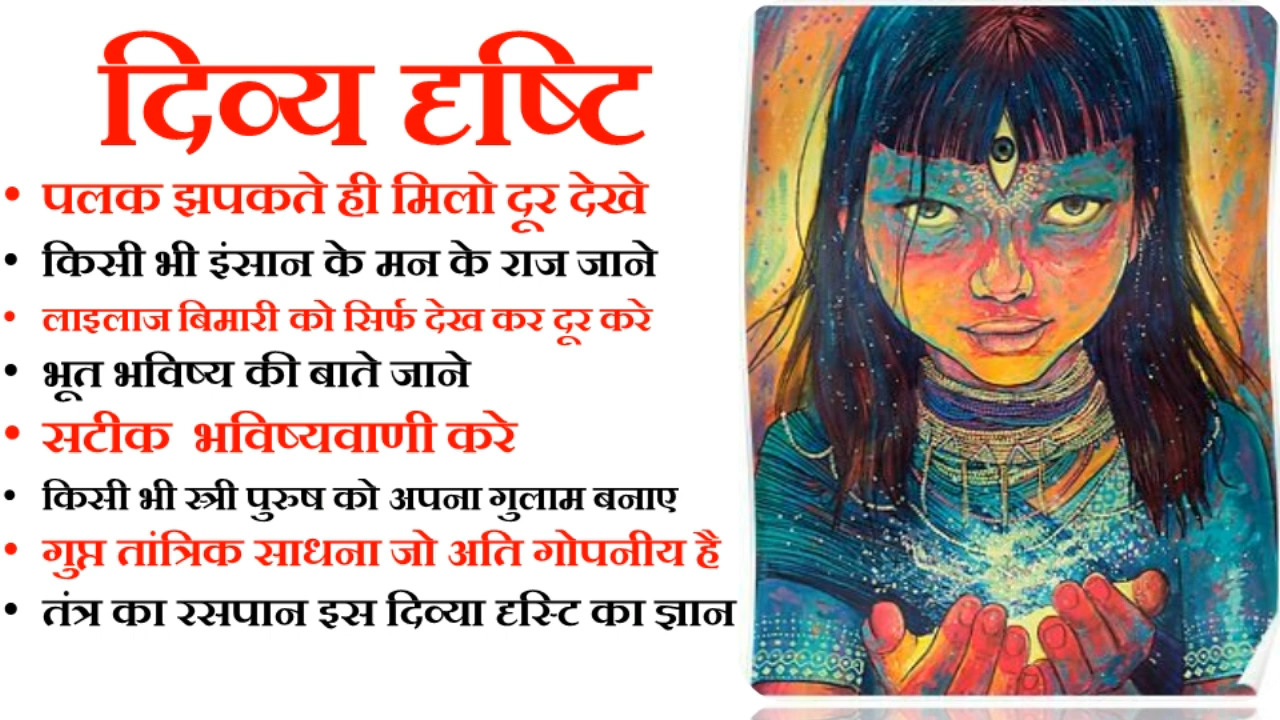 दिव्य दृष्टि
• पलक झपकते ही मिलो दूर देखे
• किसी भी इंसान के मन के राज जाने
• लाइलाज बिमारी को सिर्फ देख कर दूर करे
• भूत भविष्य की बाते जाने
• सटीक भविष्यवाणी करे
• किसी भी स्त्री पुरुष को अपना गुलाम बनाए
• गुप्त तांत्रिक साधना जो अति गोपनीय है
• तंत्र का रसपान इस दिव्या दृस्टि का ज्ञान